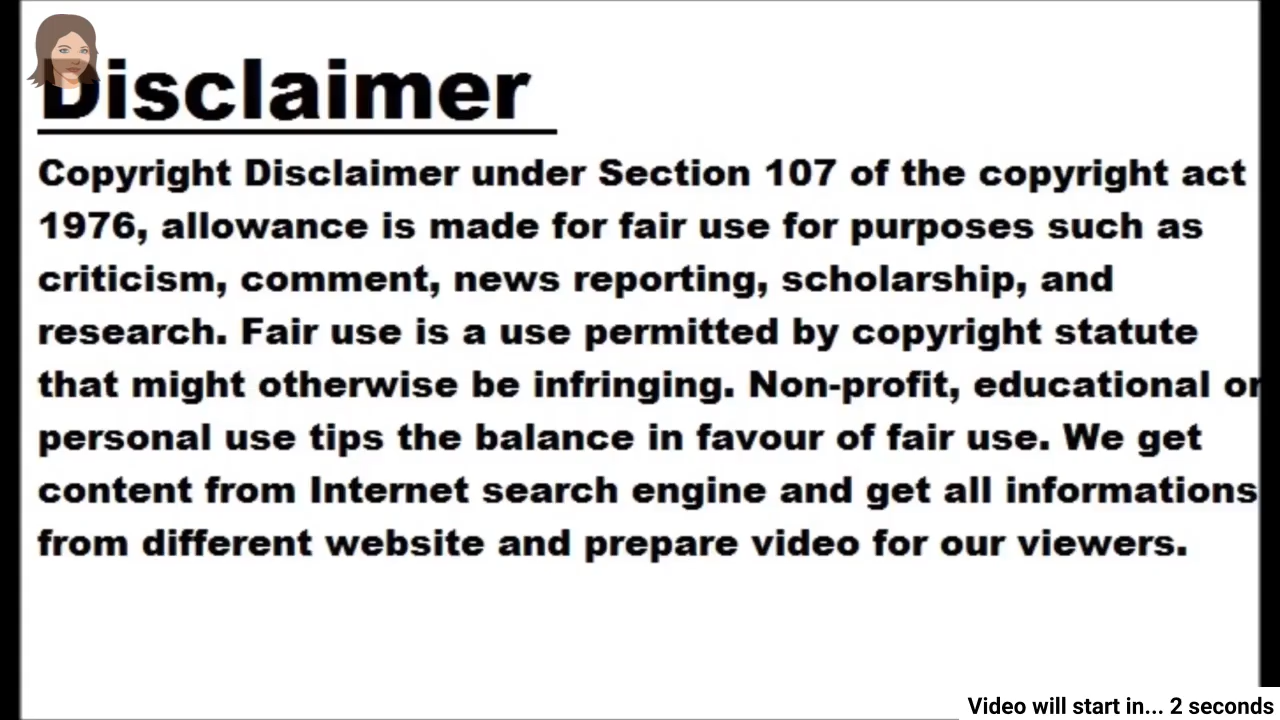 Disclaimer
Copyright Disclaimer under Section 107 of the copyright act
1976, allowance is made for fair use for purposes such as
criticism, comment, news reporting, scholarship, and
research. Fair use is a use permitted by copyright statute
that might otherwise be infringing. Non-profit, educational or
personal use tips the balance in favour of fair use. We get
content from Internet search engine and get all informations
from different website and prepare video for our viewers.
Video will start in... 2 seconds